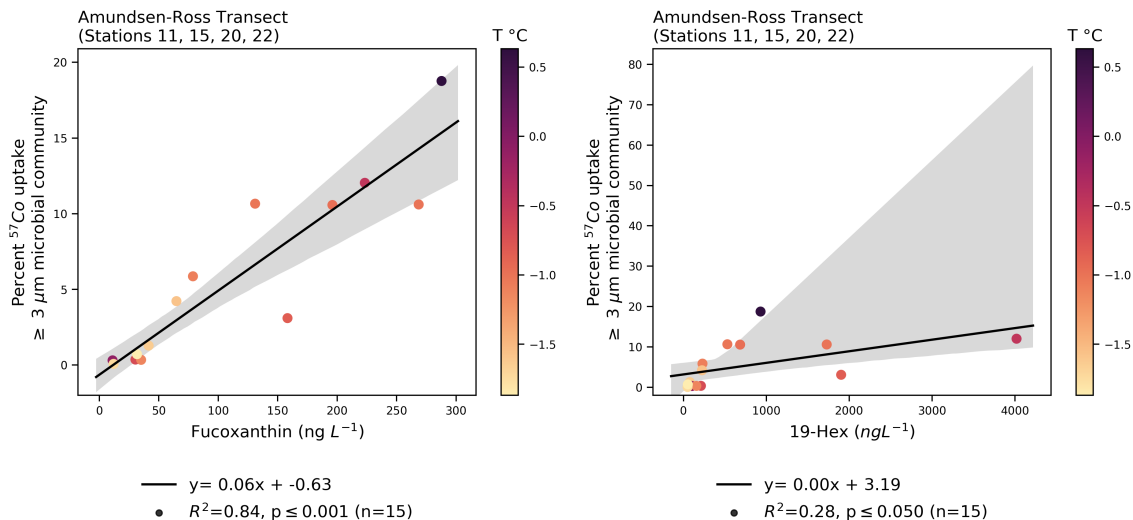 Amundsen-Ross Transect
(Stations 11, 15, 20, 22)
T °C
20
15
10
5
0
Percent ⁵⁷Co uptake
≥ 3 μm microbial community
0
50
100
150
200
250
300
Fucoxanthin (ng L⁻¹)
0.5
0.0
−0.5
−1.0
−1.5
y= 0.06x + -0.63
R²=0.84, p ≤ 0.001 (n=15)
Amundsen-Ross Transect
(Stations 11, 15, 20, 22)
T °C
80
70
60
50
40
30
20
10
0
Percent ⁵⁷Co uptake
≥ 3 μm microbial community
0
1000
2000
3000
4000
19-Hex (ngL⁻¹)
0.5
0.0
−0.5
−1.0
−1.5
y= 0.00x + 3.19
R²=0.28, p ≤ 0.050 (n=15)